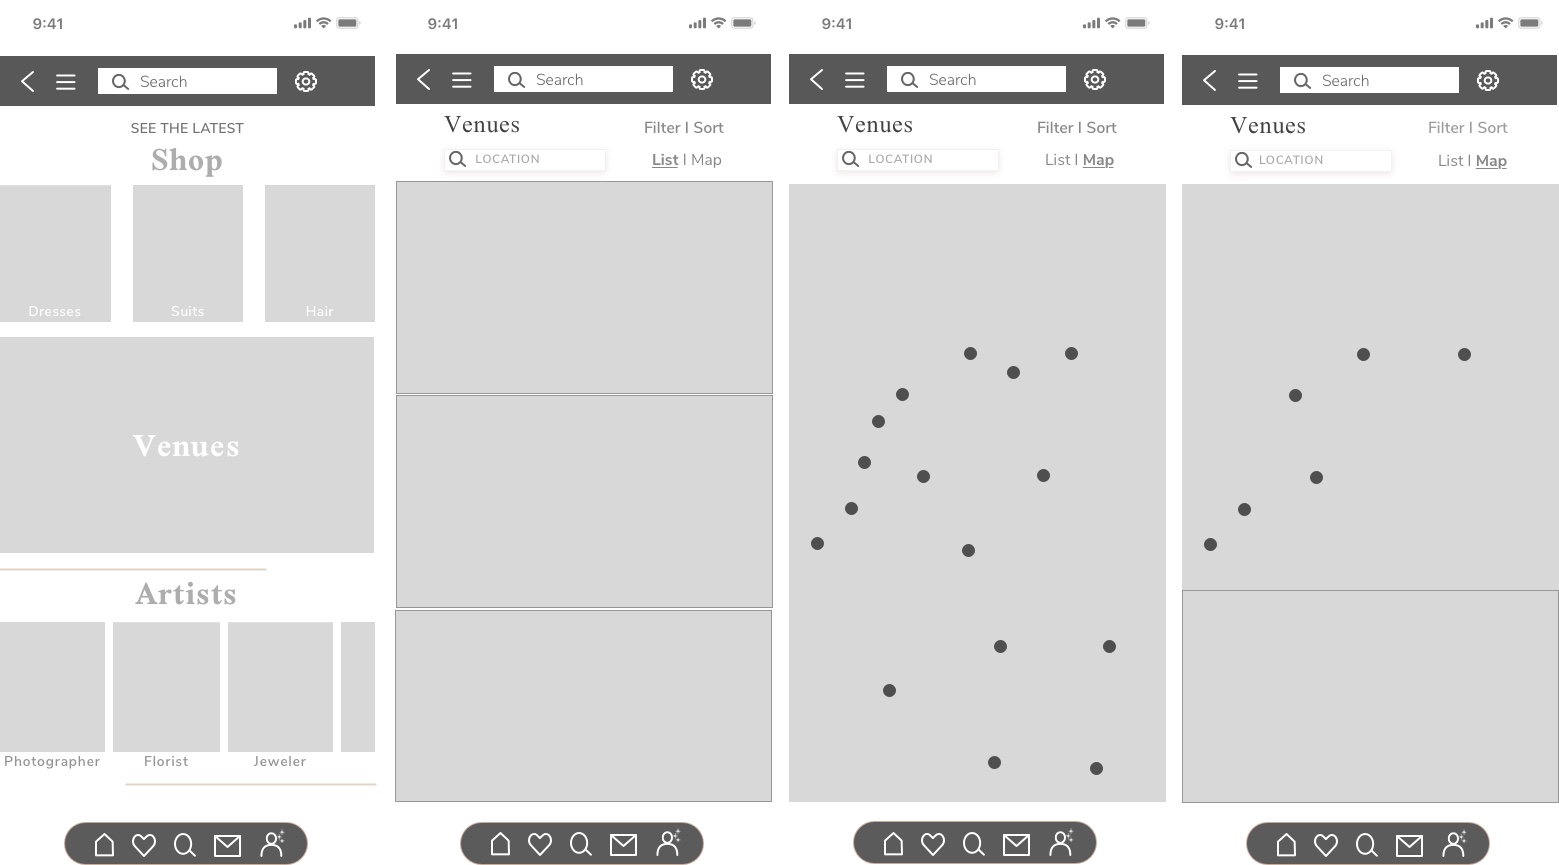 9:41
Search
SEE THE LATEST
Shop
Dresses
Suits
Hair
Venues
Artists
Photographer
Florist
Jeweler
9:41
Search
Venues
Filter | Sort
LOCATION
List | Map
9:41
Search
Venues
Filter | Sort
LOCATION
List | Map
9:41
Search
Venues
Filter | Sort
LOCATION
List | Map